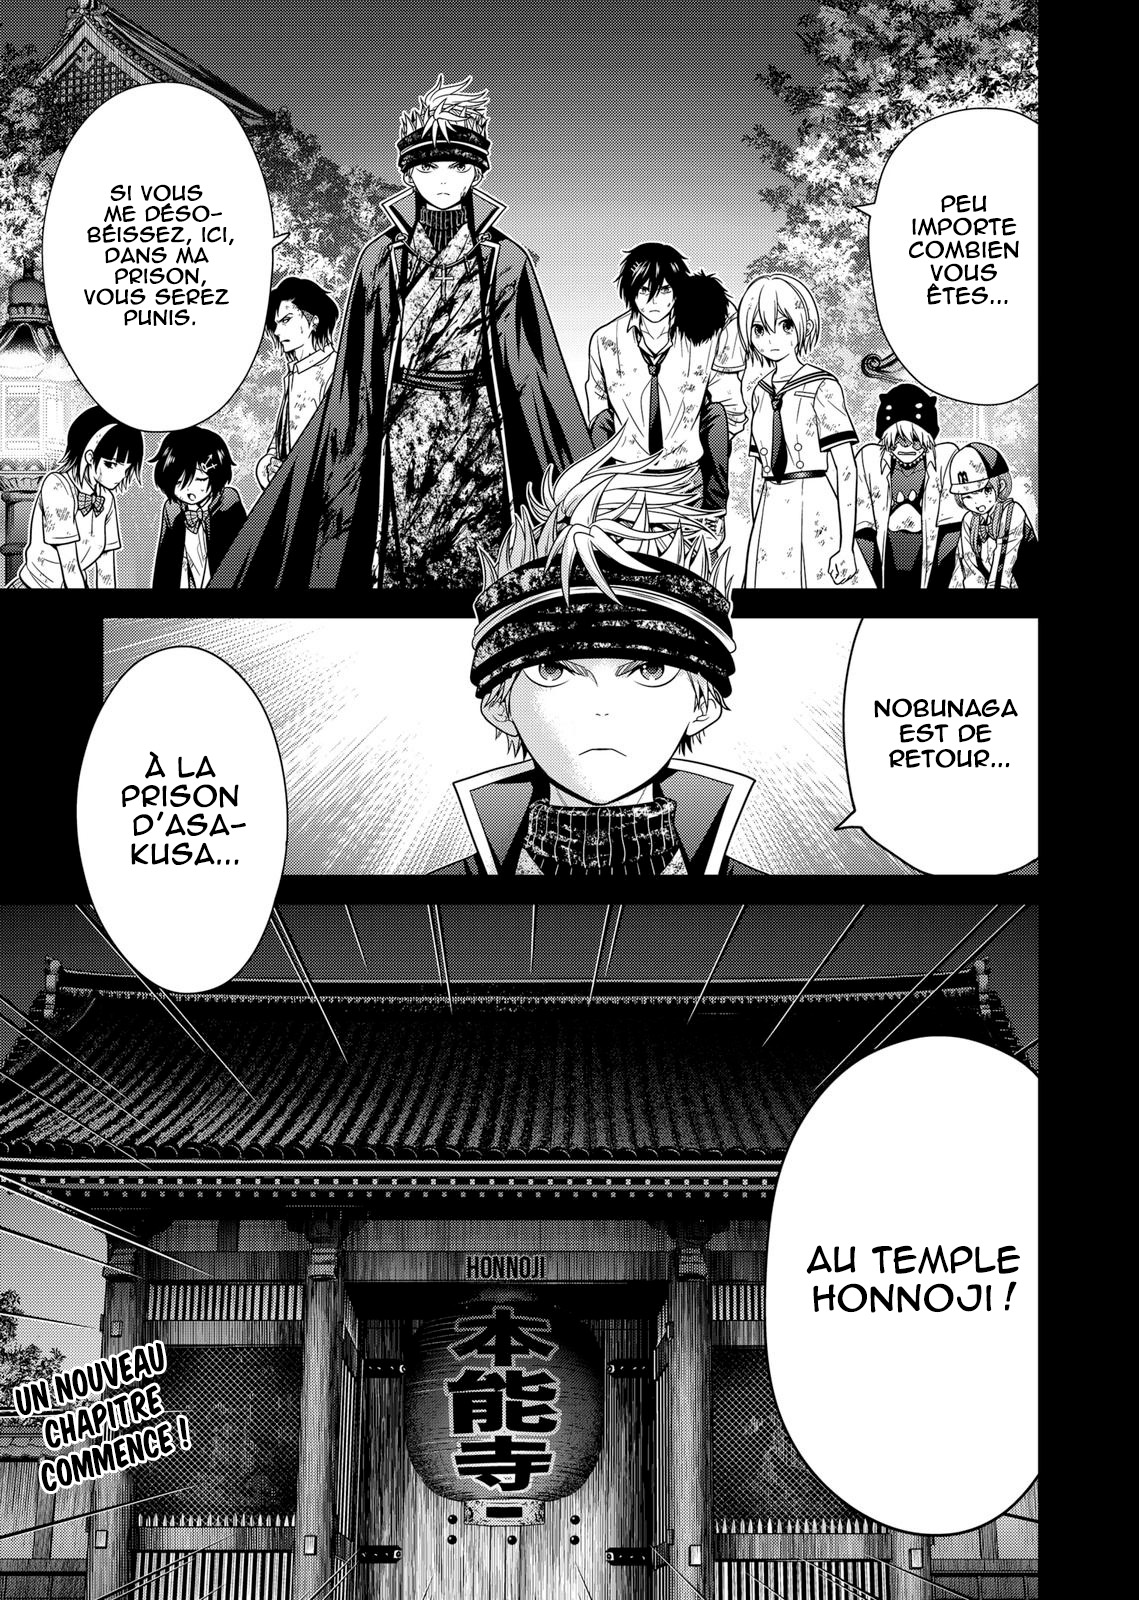 PEU
IMPORTE
COMBIEN
VOUS
ÊTES...
SI VOUS
ME DÉSO-
BÉISSEZ, ICI,
DANS MA
PRISON,
VOUS SEREZ
PUNIS.
NOBUNAGA
EST DE
RETOUR...
À LA
PRISON
D'ASA-
KUSA...
AU TEMPLE
HONNOJI !
HONNOJI
本能寺
UN NOUVEAU
CHAPITRE
COMMENCE !